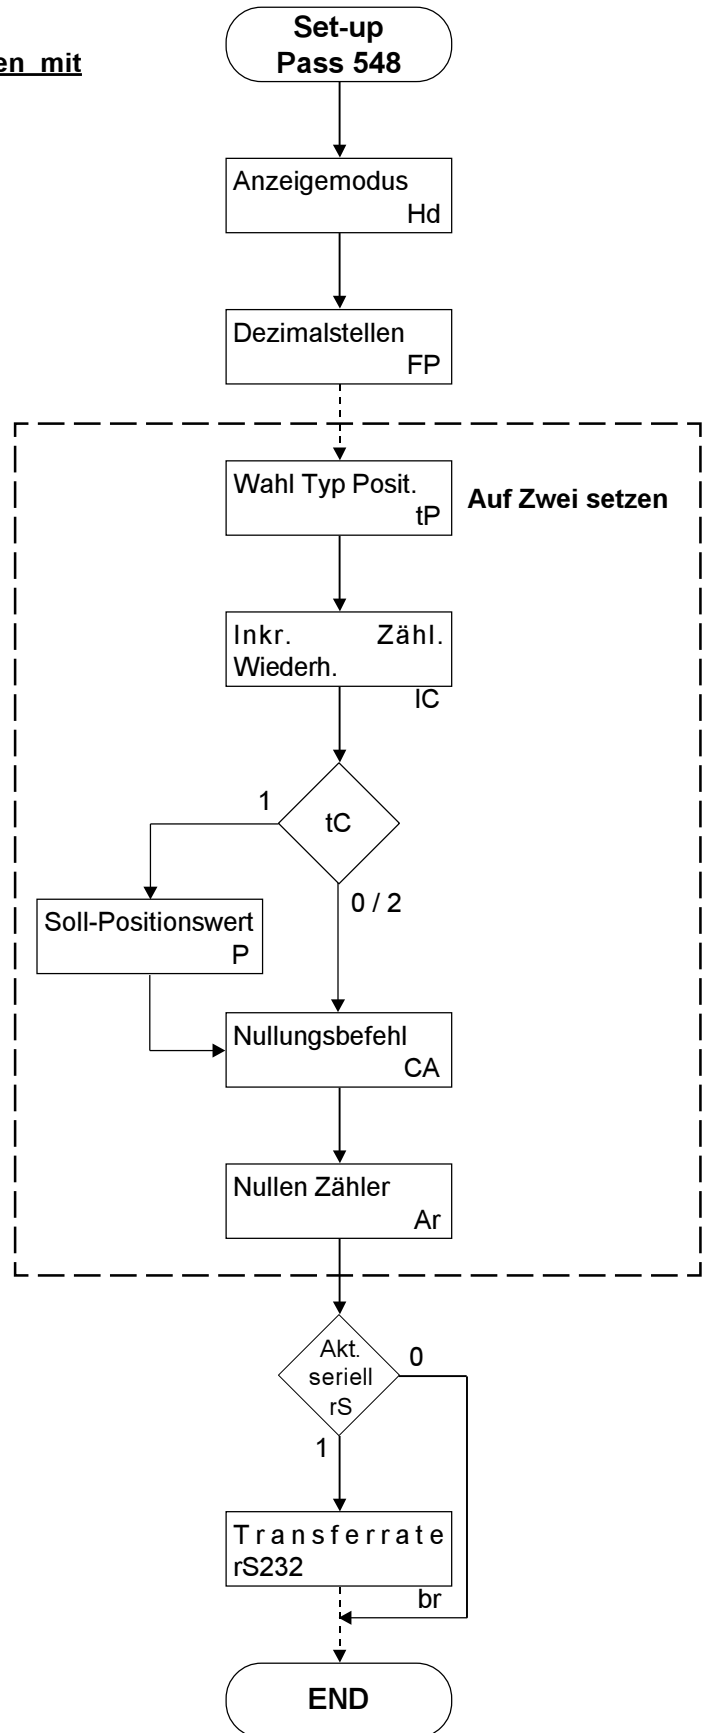 Set-up
Pass 548
en mit
Anzeigemodus
Hd
Dezimalstellen
FP
Wahl Typ Posit.
tP
Auf Zwei setzen
Inkr. Zähl.
Wiederh.
IC
1
tC
0 / 2
Soll-Positionswert
P
Nullungsbefehl
CA
Nullen Zähler
Ar
Akt.
seriell
rS
0
1
Transferrate
rS232
br
END